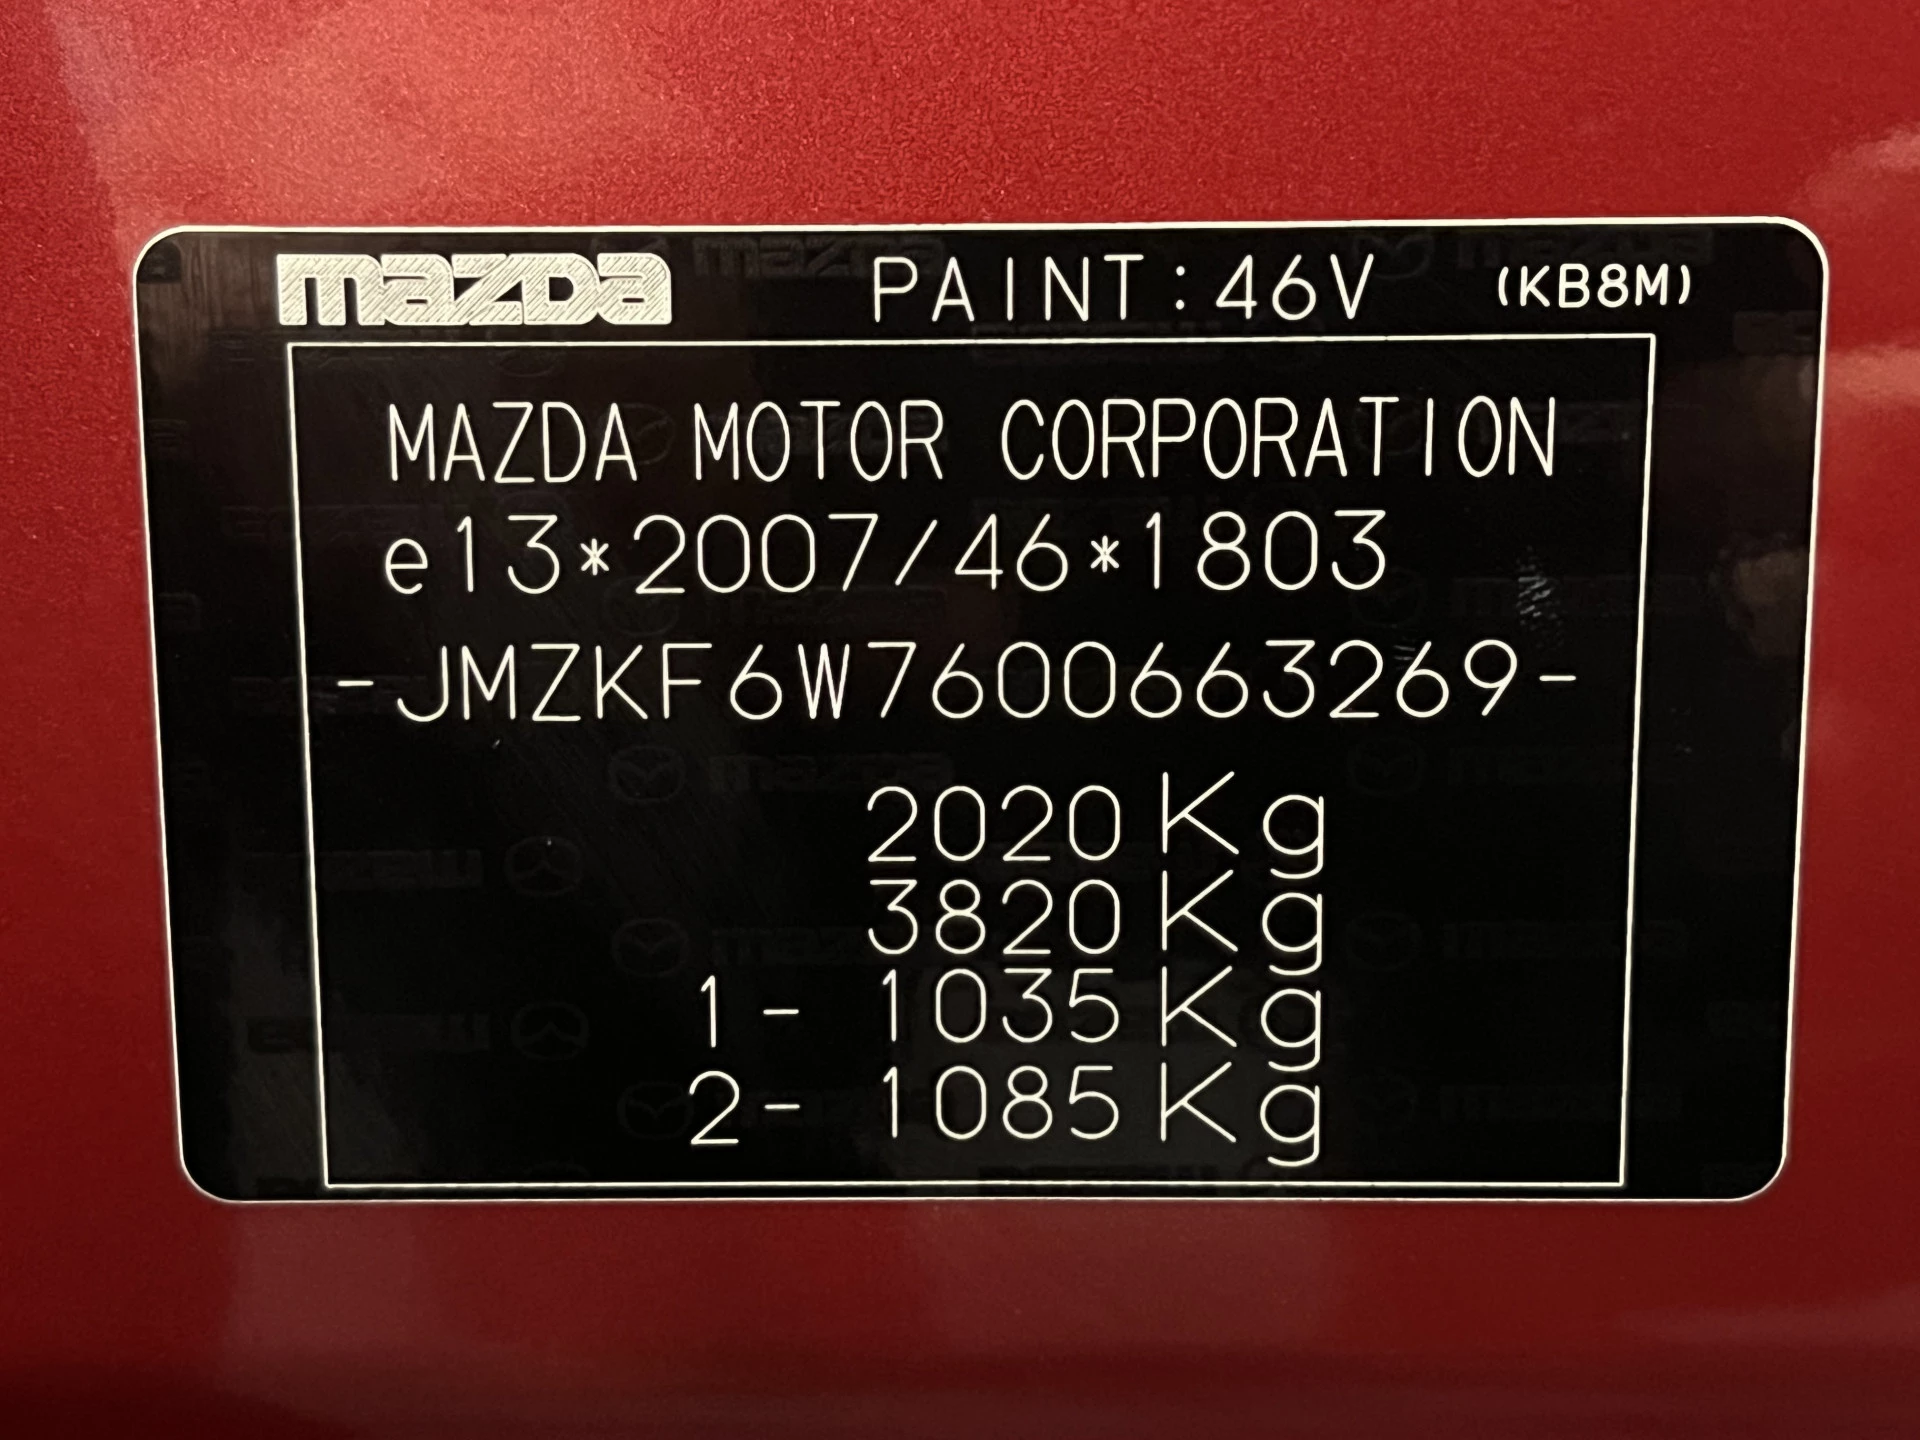 mazda PAINT:46V (KB8M)
MAZDA MOTOR CORPORATION
e13*2007/46*1803
-JMZKF6W7600663269-
2020Kg
3820Kg
1- 1035Kg
2- 1085Kg